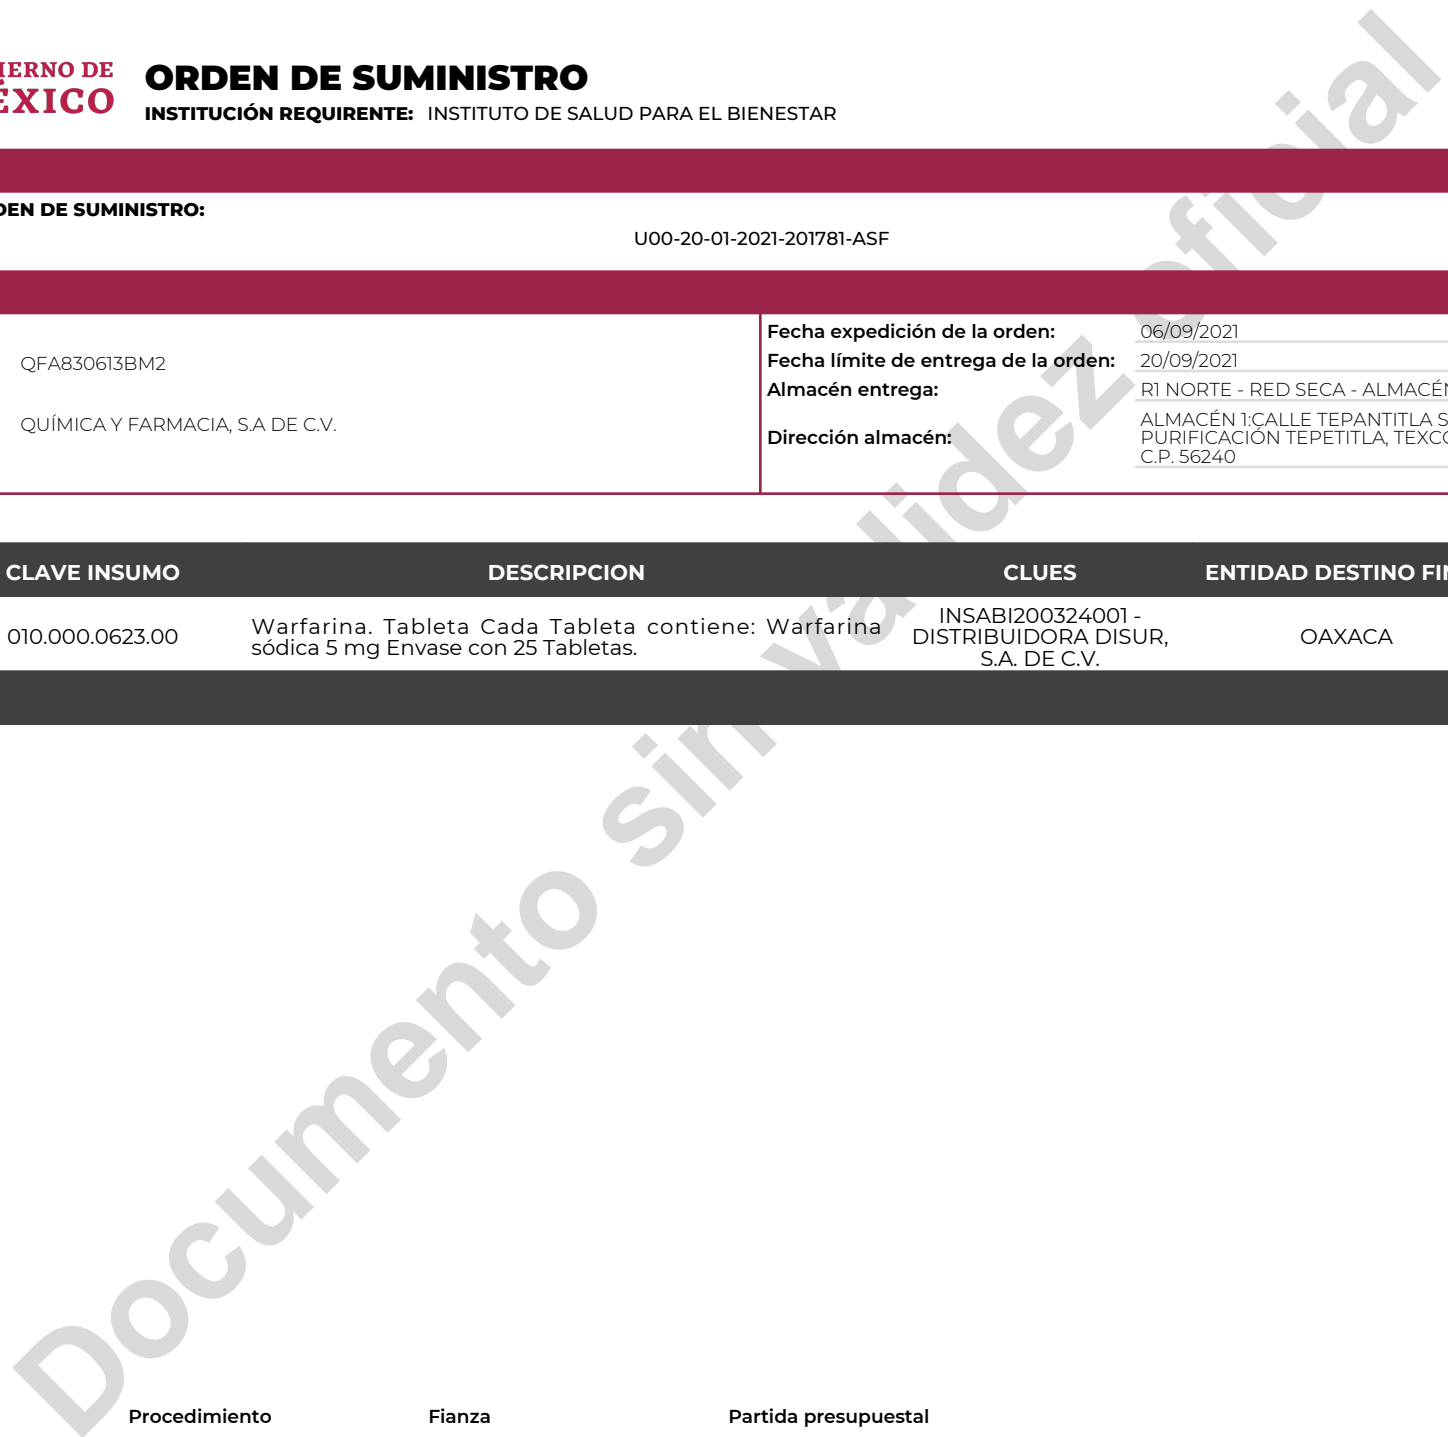 IERNO DE
ÉXICO
ORDEN DE SUMINISTRO
INSTITUCIÓN REQUIRENTE: INSTITUTO DE SALUD PARA EL BIENESTAR
DEN DE SUMINISTRO:
U00-20-01-2021-201781-ASF
QFA830613BM2
QUÍMICA Y FARMACIA, S.A DE C.V.
Fecha expedición de la orden: 06/09/2021
Fecha límite de entrega de la orden: 20/09/2021
Almacén entrega: R1 NORTE - RED SECA - ALMACÉN
Dirección almacén: ALMACÉN 1:CALLE TEPANTITLA S
PURIFICACIÓN TEPETITLA, TEXCO
C.P. 56240
CLAVE INSUMO DESCRIPCION CLUES ENTIDAD DESTINO FIN
010.000.0623.00
Warfarina. Tableta Cada Tableta contiene: Warfarina
sódica 5 mg Envase con 25 Tabletas.
INSABI200324001 -
DISTRIBUIDORA DISUR,
S.A. DE C.V.
OAXACA
Documento sin validez oficial
Procedimiento Fianza Partida presupuestal